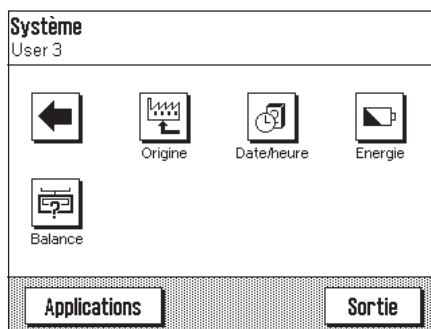 Système
User 3
Origine
Date/heure
Energie
?
Balance
Applications
Sortie